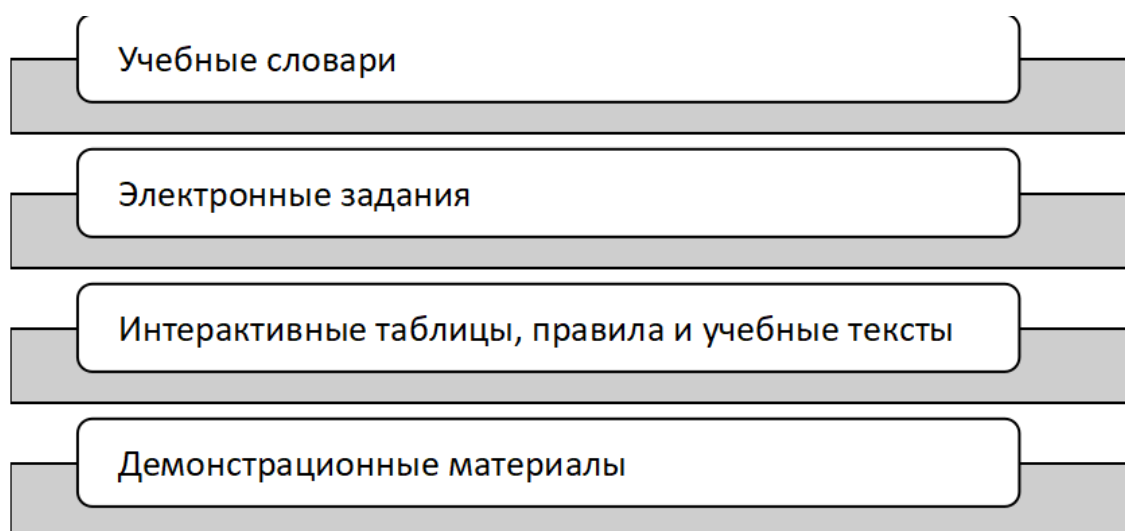 Учебные словари
Электронные задания
Интерактивные таблицы, правила и учебные тексты
Демонстрационные материалы